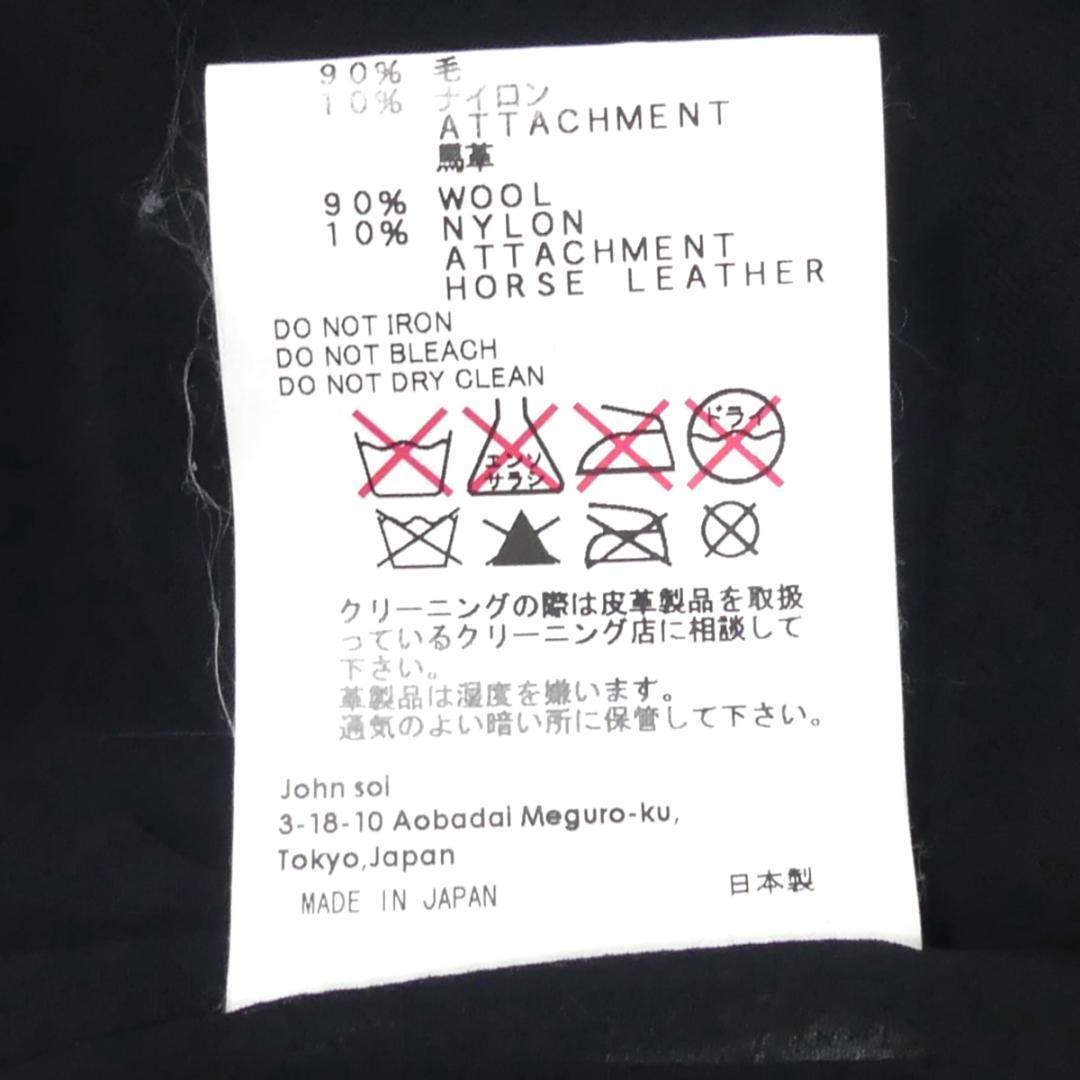 90% 毛
10% ナイロン
ATTACHMENT
馬革
90% WOOL
10% NYLON
ATTACHMENT
HORSE LEATHER
DO NOT IRON
DO NOT BLEACH
DO NOT DRY CLEAN
エンソ
サラシ
ドライ
クリーニングの際は皮革製品を取扱
っているクリーニング店に相談して
下さい。
革製品は湿度を嫌います。
通気のよい暗い所に保管して下さい。
John soi
3-18-10 Aobadai Meguro-ku,
Tokyo,Japan
MADE IN JAPAN
日本製